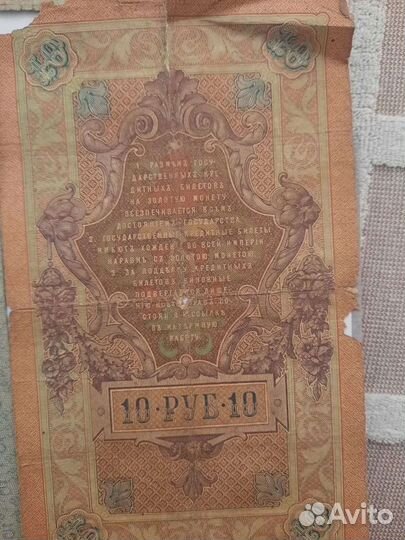 1. РАЗМѢНЪ ГОСУ-
ДАРСТВЕННЫХЪ КРЕ-
ДИТНЫХЪ БИЛЕТОВЪ
НА ЗОЛОТУЮ МОНЕТУ
ОБЕЗПЕЧИВАЕТСЯ ВСѢМЪ
ДОСТОЯНІЕМЪ ГОСУДАРСТВА.
2. ГОСУДАРСТВЕННЫЕ КРЕДИТНЫЕ БИЛЕТЫ
ИМѢЮТЪ ХОЖДЕНІЕ ВО ВСЕЙ ИМПЕРІИ
НАРАВНѢ СЪ ЗОЛОТОЮ МОНЕТОЮ.
3. ЗА ПОДДѢЛКУ КРЕДИТНЫХЪ
БИЛЕТОВЪ ВИНОВНЫЕ
ПОДВЕРГАЮТСЯ ЛИШЕ-
НІЮ ПРАВЪ СО-
СТОЯНІЯ И ССЫЛКѢ
ВЪ КАТОРЖНУЮ
РАБОТУ.
10·РУБ·10
Avito